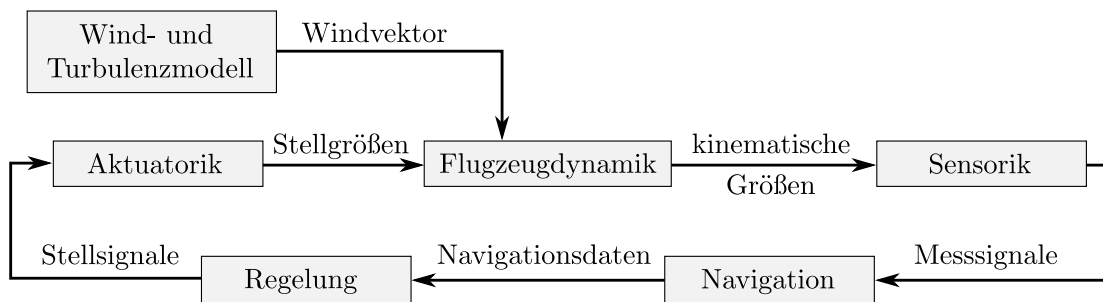 Wind- und
Turbulenzmodell
Windvektor
Aktuatorik
Stellgrößen
Flugzeugdynamik
kinematische
Größen
Sensorik
Stellsignale
Regelung
Navigationsdaten
Navigation
Messsignale